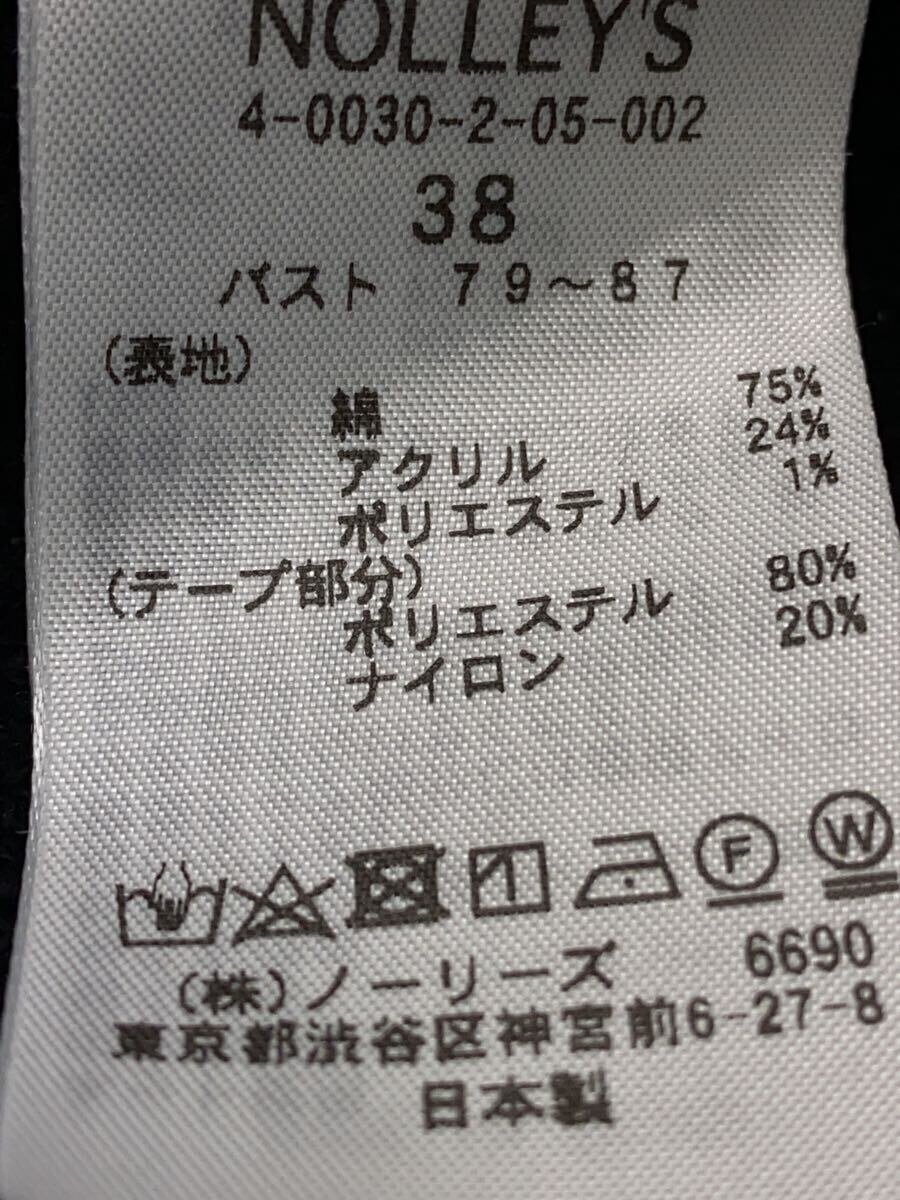 NOLLEY'S
4-0030-2-05-002
38
バスト 79～87
(表地)
綿 75%
アクリル 24%
ポリエステル 1%
(テープ部分)
ポリエステル 80%
ナイロン 20%
F W
(株)ノーリーズ 6690
東京都渋谷区神宮前6-27-8
日本製